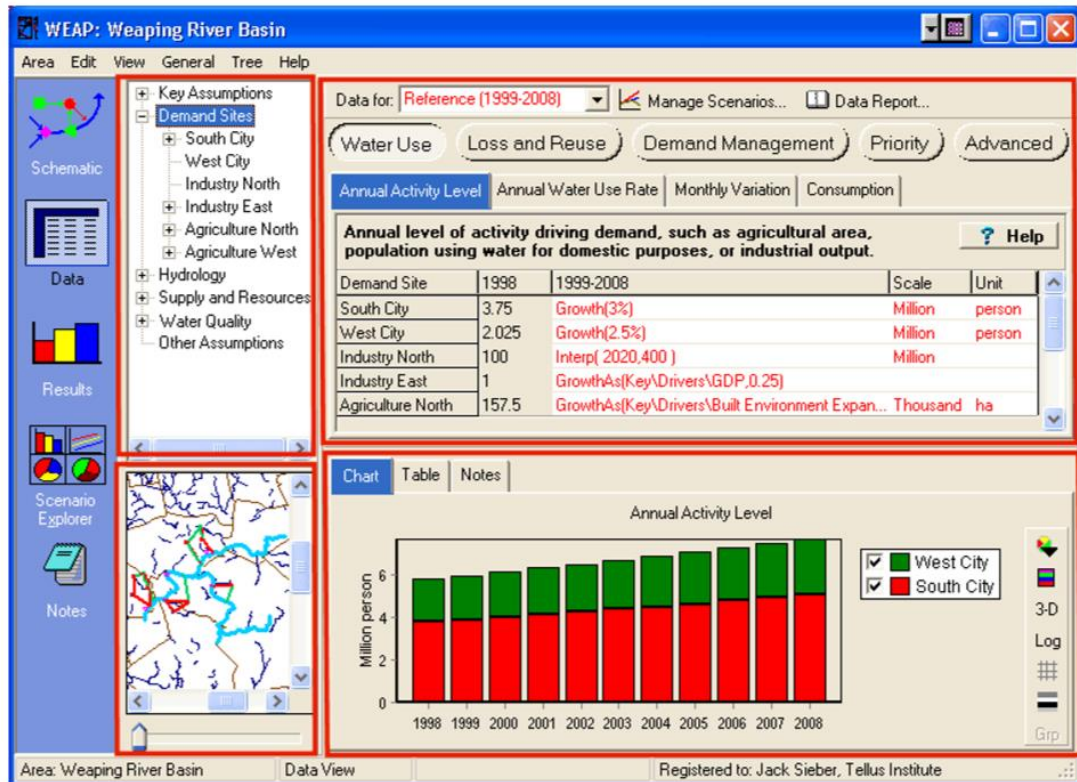 WEAP: Weaping River Basin
Area Edit View General Tree Help
Schematic
Data
Results
Scenario
Explorer
Notes
Key Assumptions
Demand Sites
South City
West City
Industry North
Industry East
Agriculture North
Agriculture West
Hydrology
Supply and Resources
Water Quality
Other Assumptions
Data for: Reference (1999-2008) Manage Scenarios... Data Report...
Water Use Loss and Reuse Demand Management Priority Advanced
Annual Activity Level Annual Water Use Rate Monthly Variation Consumption
Annual level of activity driving demand, such as agricultural area,
population using water for domestic purposes, or industrial output.
? Help
Demand Site 1998 1999-2008 Scale Unit
South City 3.75 Growth(3%) Million person
West City 2.025 Growth(2.5%) Million person
Industry North 100 Interp( 2020,400 ) Million
Industry East 1 GrowthAs(Key\Drivers\GDP,0.25)
Agriculture North 157.5 GrowthAs(Key\Drivers\Built Environment Expan... Thousand ha
Chart Table Notes
Annual Activity Level
Million person
6
4
2
0
1998 1999 2000 2001 2002 2003 2004 2005 2006 2007 2008
West City
South City
3-D
Log
Grp
Area: Weaping River Basin Data View Registered to: Jack Sieber, Tellus Institute